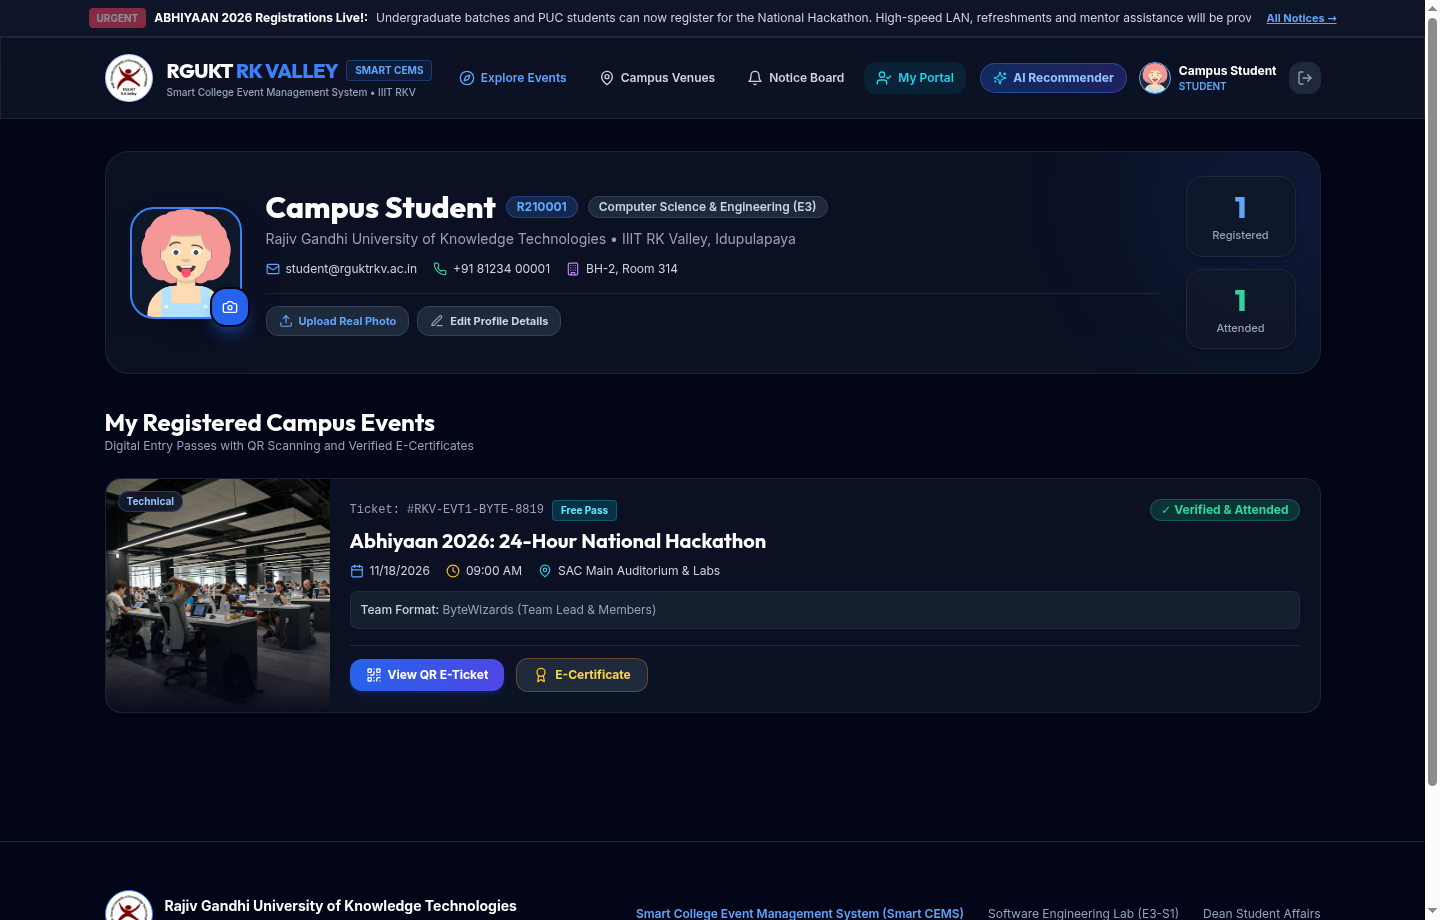 URGENT ABHIYAAN 2026 Registrations Live!: Undergraduate batches and PUC students can now register for the National Hackathon. High-speed LAN, refreshments and mentor assistance will be prov All Notices →
RGUKT RK VALLEY SMART CEMS
Smart College Event Management System • IIIT RKV
Explore Events
Campus Venues
Notice Board
My Portal
AI Recommender
Campus Student
STUDENT
Campus Student R210001 Computer Science & Engineering (E3)
Rajiv Gandhi University of Knowledge Technologies • IIIT RK Valley, Idupulapaya
student@rguktrkv.ac.in +91 81234 00001 BH-2, Room 314
Upload Real Photo Edit Profile Details
1
Registered
1
Attended
My Registered Campus Events
Digital Entry Passes with QR Scanning and Verified E-Certificates
Technical
Ticket: #RKV-EVT1-BYTE-8819 Free Pass
✓ Verified & Attended
Abhiyaan 2026: 24-Hour National Hackathon
11/18/2026 09:00 AM SAC Main Auditorium & Labs
Team Format: ByteWizards (Team Lead & Members)
View QR E-Ticket E-Certificate
Rajiv Gandhi University of Knowledge Technologies
Smart College Event Management System (Smart CEMS) Software Engineering Lab (E3-S1) Dean Student Affairs